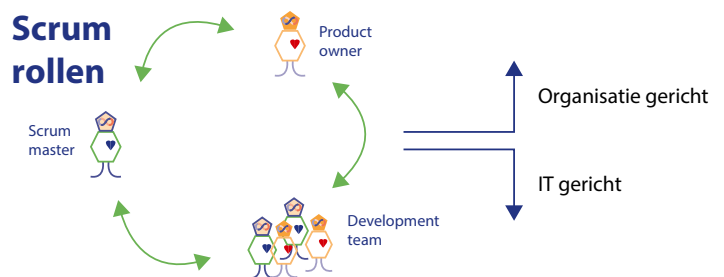 Scrum
rollen
Product
owner
Scrum
master
Development
team
Organisatie gericht
IT gericht